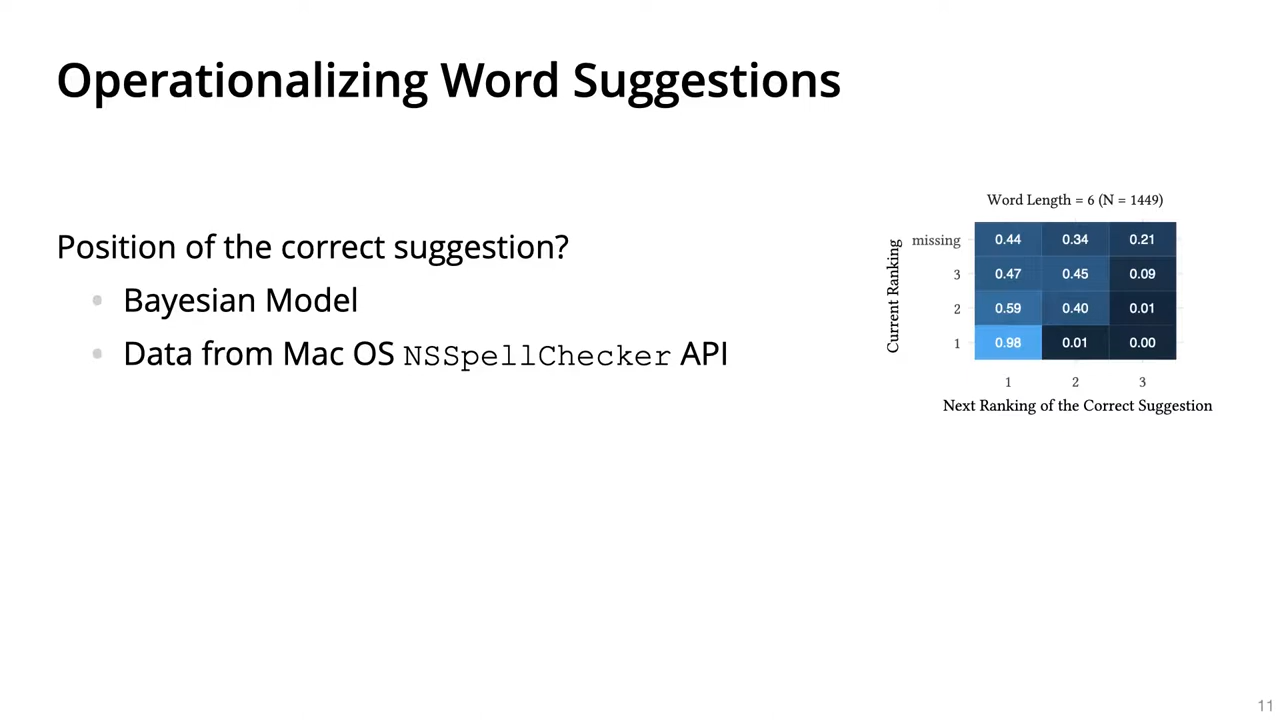 Operationalizing Word Suggestions
Position of the correct suggestion?
• Bayesian Model
• Data from Mac OS NSSpellChecker API
Word Length = 6 (N = 1449)
Current Ranking
missing 0.44 0.34 0.21
3 0.47 0.45 0.09
2 0.59 0.40 0.01
1 0.98 0.01 0.00
1 2 3
Next Ranking of the Correct Suggestion
11